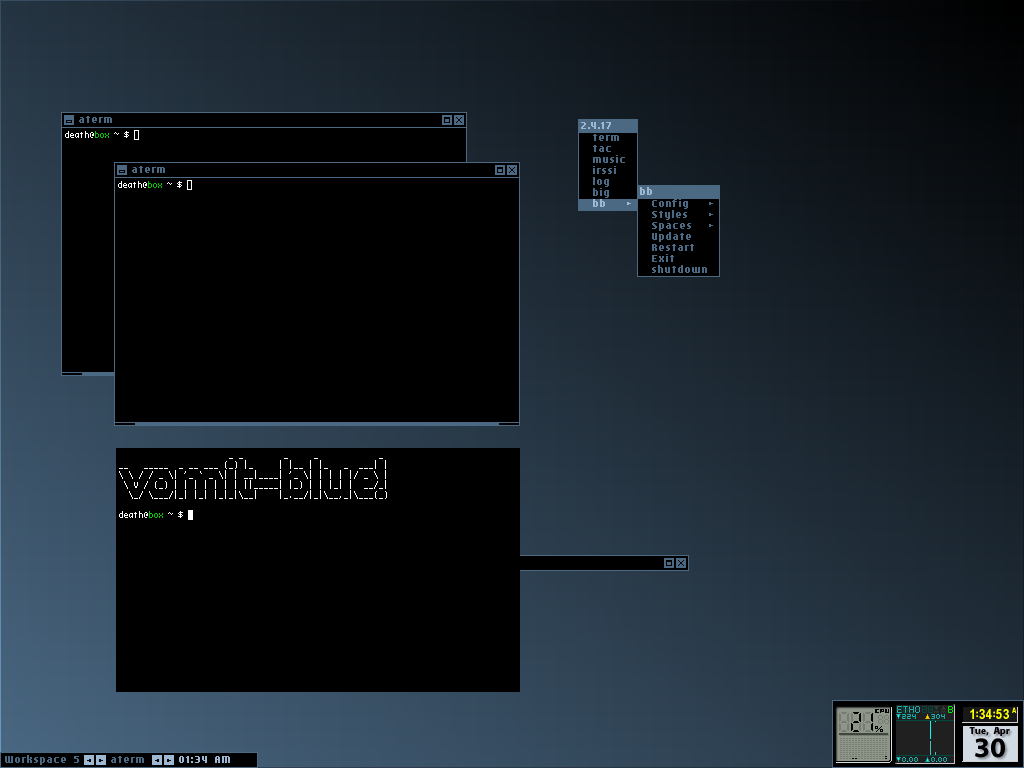 aterm
death@box ~ $
aterm
death@box ~ $
2.4.17
term
tac
music
irssi
log
big
bb
bb
Config
Styles
Spaces
Update
Restart
Exit
shutdown
vomit-blue!
death@box ~ $
Workspace 5 aterm 01:34 AM
CPU
21%
ETH0 B
▼224 ▲304
▼0.00 ▲0.00
1:34:53 A
Tue, Apr
30